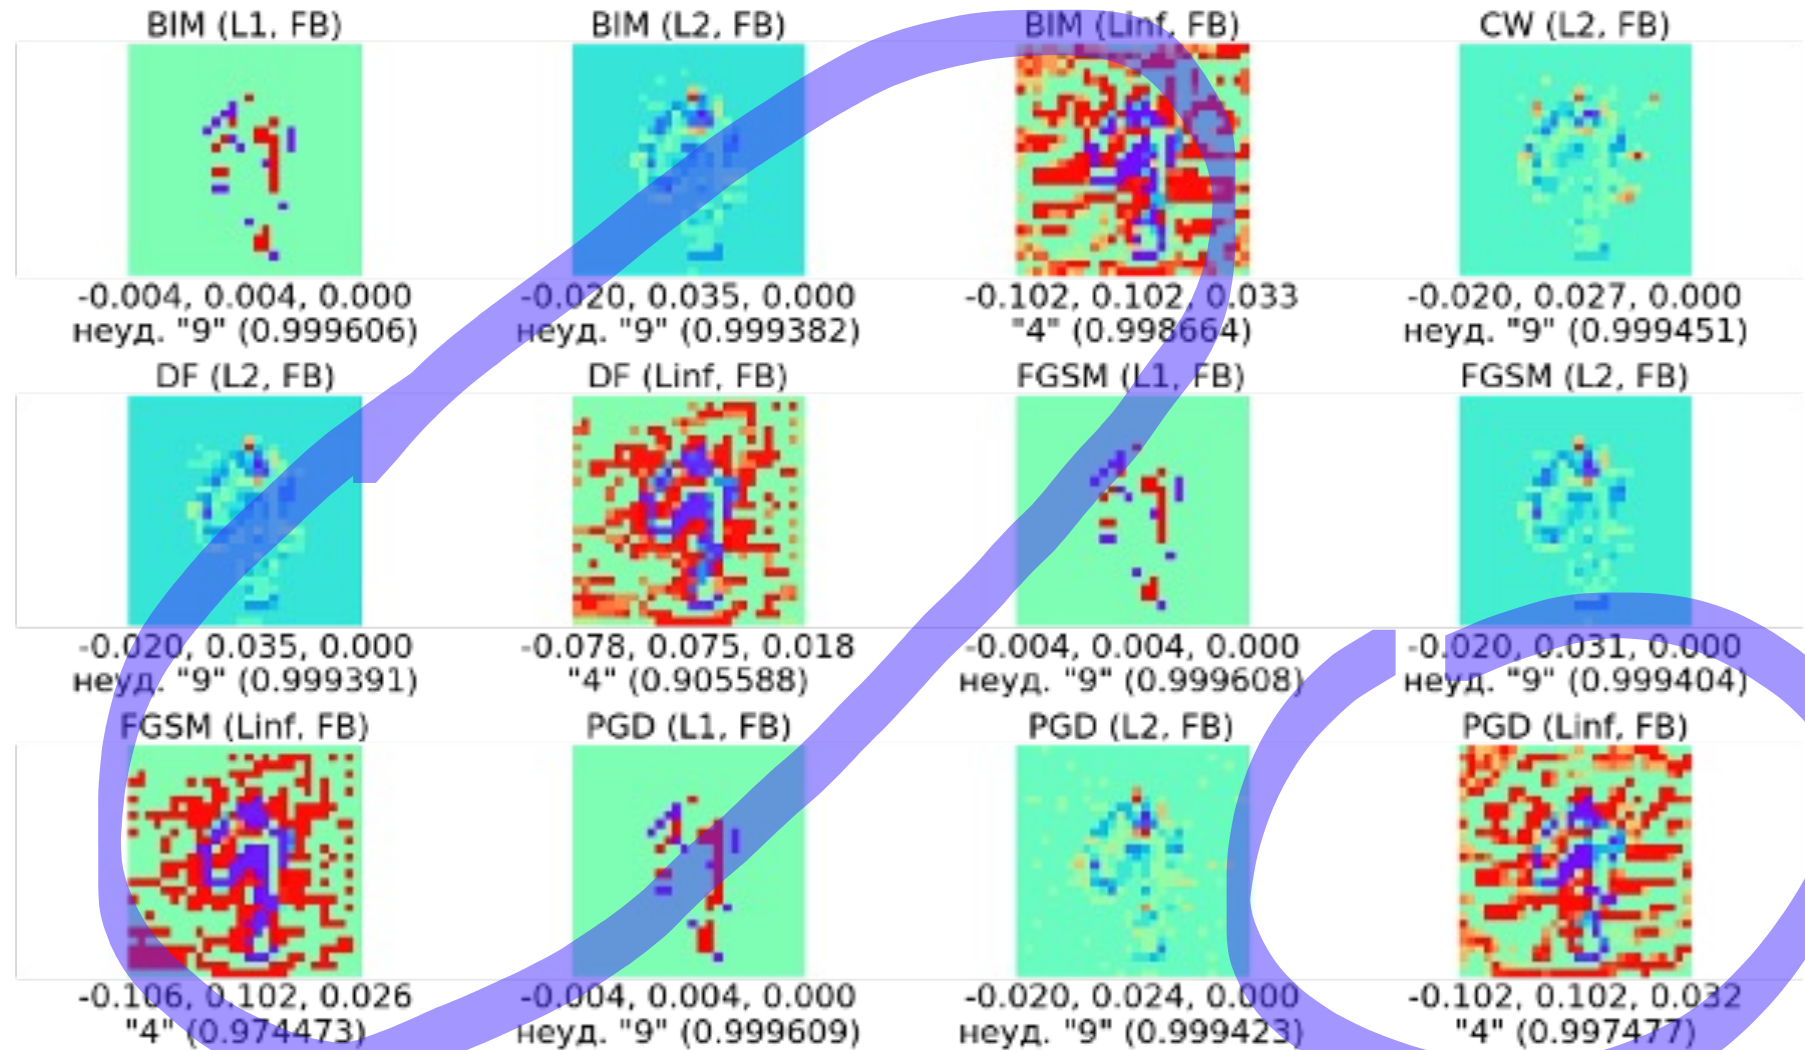 BIM (L1, FB) BIM (L2, FB) BIM (Linf, FB) CW (L2, FB)
-0.004, 0.004, 0.000 -0.020, 0.035, 0.000 -0.102, 0.102, 0.033 -0.020, 0.027, 0.000
неуд. "9" (0.999606) неуд. "9" (0.999382) "4" (0.998664) неуд. "9" (0.999451)
DF (L2, FB) DF (Linf, FB) FGSM (L1, FB) FGSM (L2, FB)
-0.020, 0.035, 0.000 -0.078, 0.075, 0.018 -0.004, 0.004, 0.000 -0.020, 0.031, 0.000
неуд. "9" (0.999391) "4" (0.905588) неуд. "9" (0.999608) неуд. "9" (0.999404)
FGSM (Linf, FB) PGD (L1, FB) PGD (L2, FB) PGD (Linf, FB)
-0.106, 0.102, 0.026 -0.004, 0.004, 0.000 -0.020, 0.024, 0.000 -0.102, 0.102, 0.032
"4" (0.974473) неуд. "9" (0.999609) неуд. "9" (0.999423) "4" (0.997477)